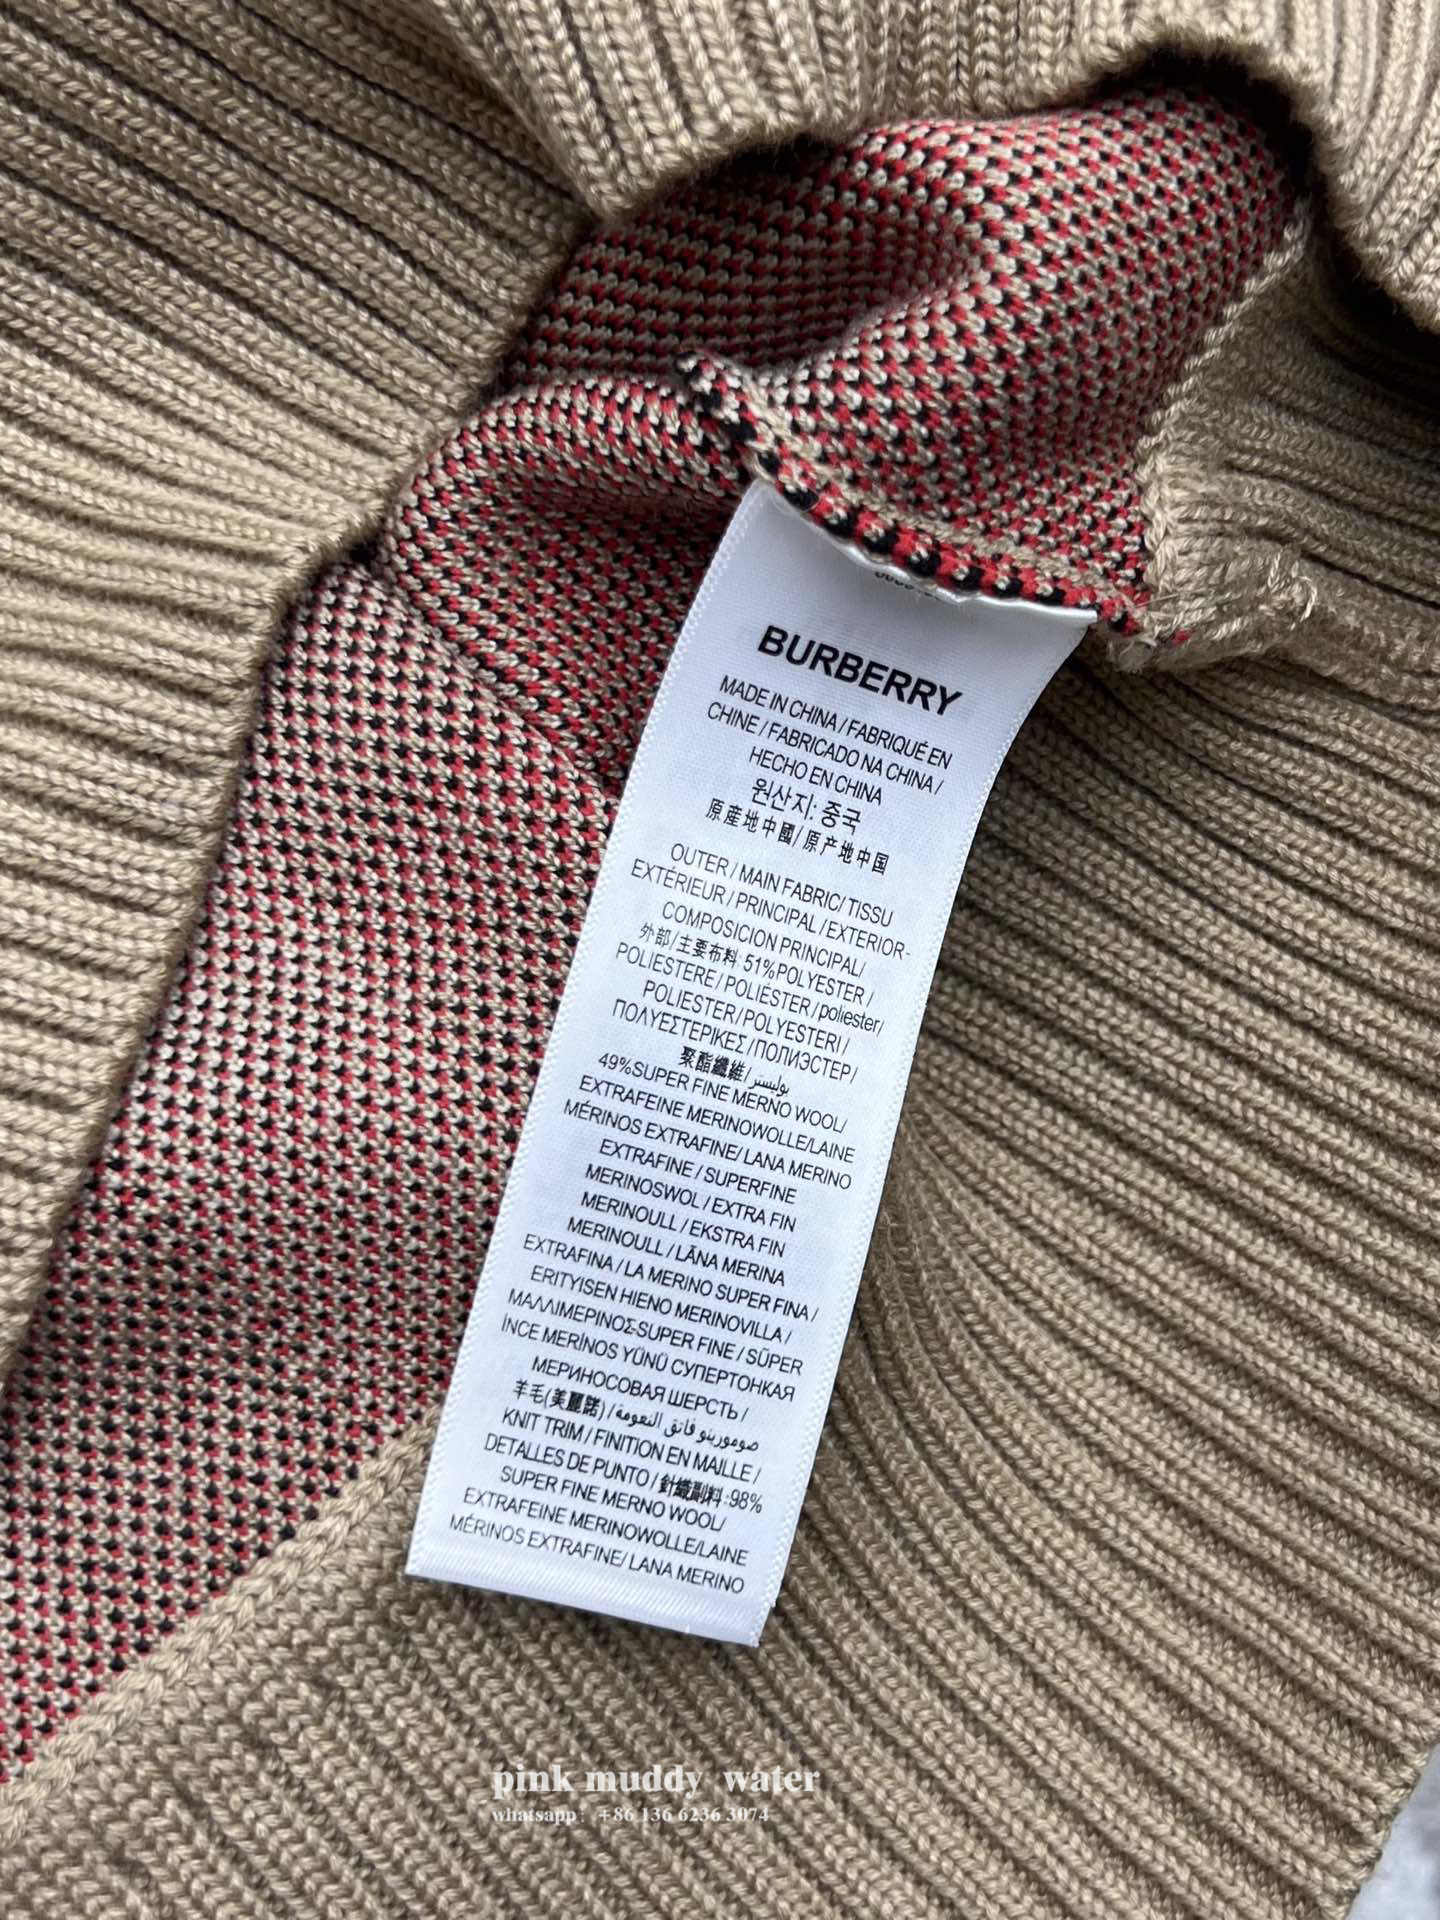 BURBERRY
MADE IN CHINA / FABRIQUÉ EN
CHINE / FABRICADO NA CHINA /
HECHO EN CHINA
원산지: 중국
原産地中國/ 原产地中国
OUTER / MAIN FABRIC/ TISSU
EXTÉRIEUR / PRINCIPAL / EXTERIOR-
COMPOSICION PRINCIPAL/
外部/主要布料 51%POLYESTER /
POLIESTERE / POLIÉSTER / poliester/
POLIESTER/ POLYESTERI /
ΠΟΛΥΕΣΤΕΡΙΚΕΣ /ПОЛИЭСТЕР/
聚酯纖維/ بوليستر
49%SUPER FINE MERNO WOOL/
EXTRAFEINE MERINOWOLLE/LAINE
MÉRINOS EXTRAFINE/ LANA MERINO
EXTRAFINE / SUPERFINE
MERINOSWOL / EXTRA FIN
MERINOULL / EKSTRA FIN
MERINOULL / LÃNA MERINA
EXTRAFINA / LA MERINO SUPER FINA /
ERITYISEN HIENO MERINOVILLA /
ΜΑΛΛΙΜΕΡΙΝΟΣ-SUPER FINE / SÜPER
İNCE MERİNOS YÜNÜ СУПЕРТОНКАЯ
МЕРИНОСОВАЯ ШЕРСТЬ /
羊毛(美麗諾) / صوفمورينو فائق النعومة
KNIT TRIM / FINITION EN MAILLE /
DETALLES DE PUNTO / 針織副料 :98%
SUPER FINE MERNO WOOL/
EXTRAFEINE MERINOWOLLE/LAINE
MÉRINOS EXTRAFINE/ LANA MERINO
pink muddy water
whatsapp: +86 136 6236 3074